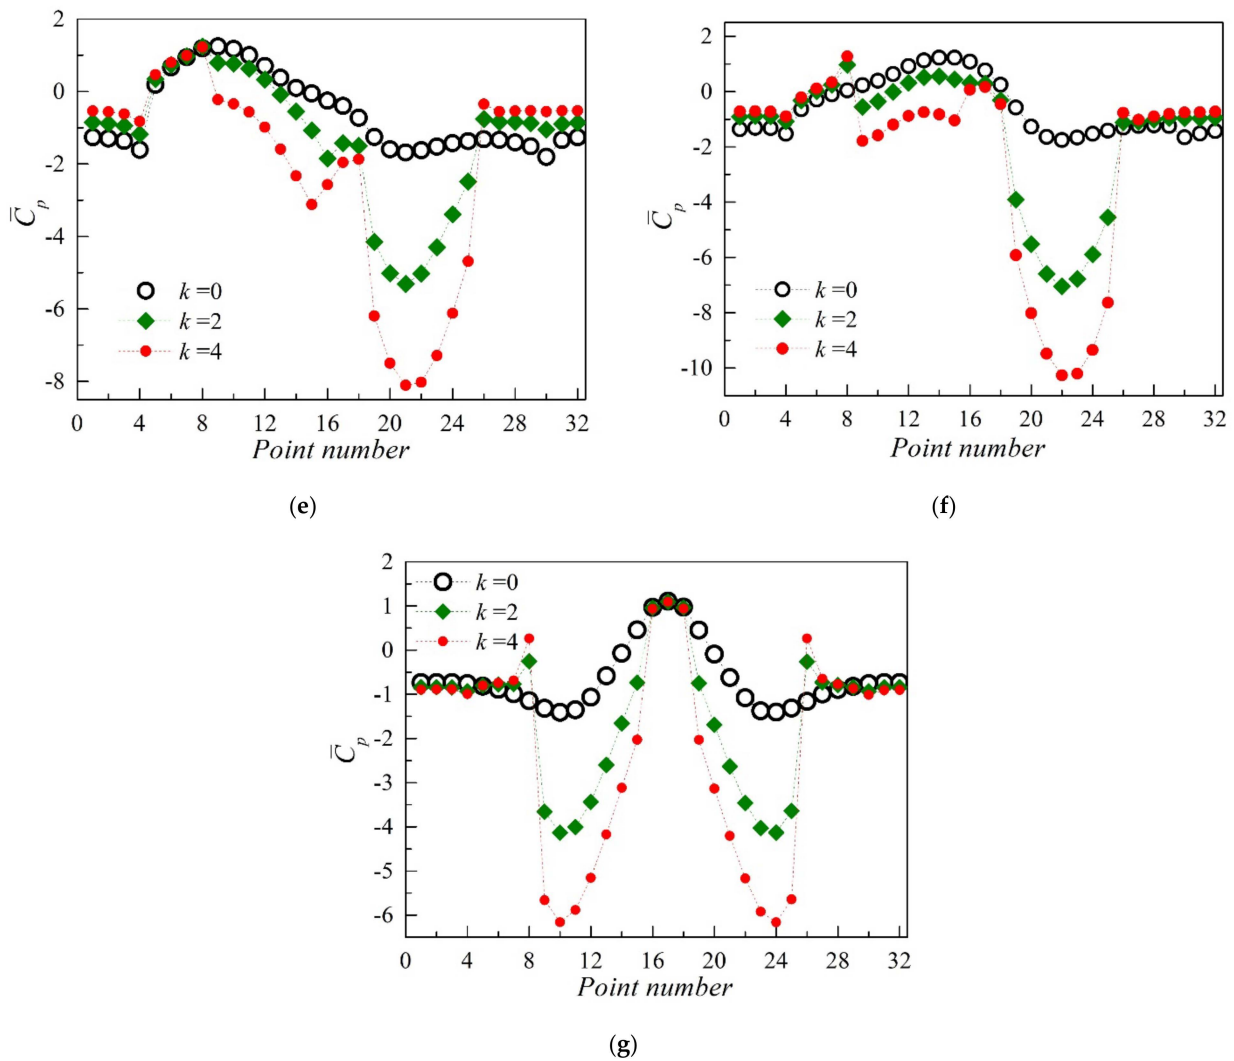 2
0
-2
-4
-6
-8
C̅p
k =0
k =2
k =4
0 4 8 12 16 20 24 28 32
Point number
(e)
2
0
-2
-4
-6
-8
-10
C̅p
k =0
k =2
k =4
0 4 8 12 16 20 24 28 32
Point number
(f)
2
1
0
-1
-2
-3
-4
-5
-6
C̅p
k =0
k =2
k =4
0 4 8 12 16 20 24 28 32
Point number
(g)